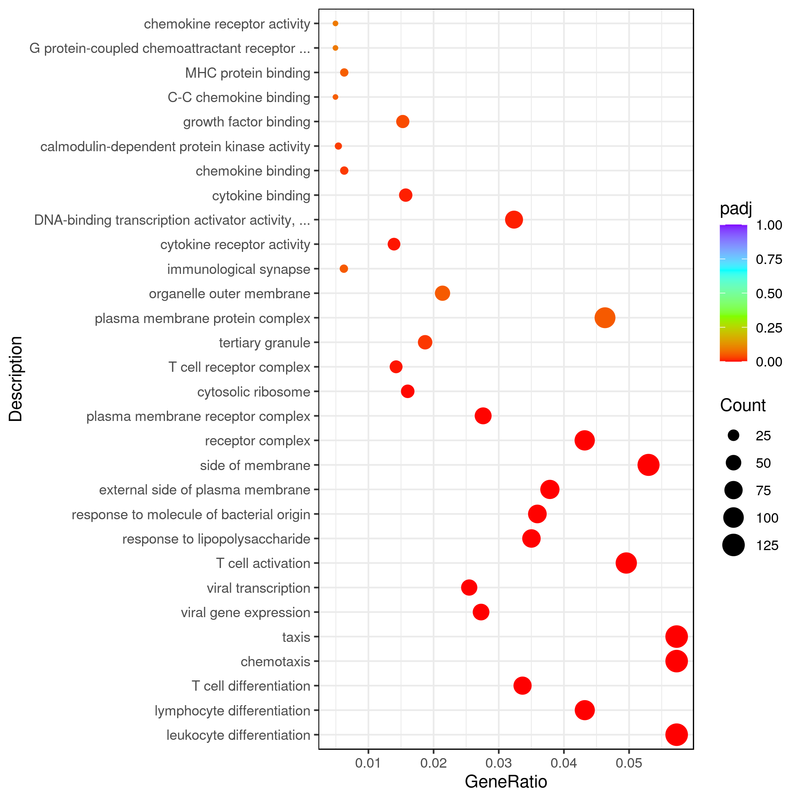 chemokine receptor activity
G protein-coupled chemoattractant receptor ...
MHC protein binding
C-C chemokine binding
growth factor binding
calmodulin-dependent protein kinase activity
chemokine binding
cytokine binding
DNA-binding transcription activator activity, ...
cytokine receptor activity
immunological synapse
organelle outer membrane
plasma membrane protein complex
tertiary granule
T cell receptor complex
cytosolic ribosome
plasma membrane receptor complex
receptor complex
side of membrane
external side of plasma membrane
response to molecule of bacterial origin
response to lipopolysaccharide
T cell activation
viral transcription
viral gene expression
taxis
chemotaxis
T cell differentiation
lymphocyte differentiation
leukocyte differentiation
Description
0.01 0.02 0.03 0.04 0.05
GeneRatio
padj
1.00
0.75
0.50
0.25
0.00
Count
25
50
75
100
125